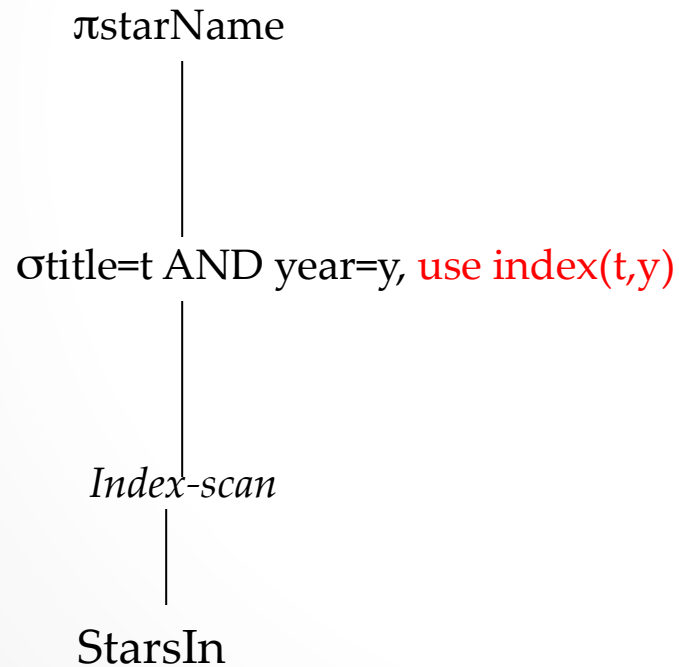 πstarName
σtitle=t AND year=y, use index(t,y)
Index-scan
StarsIn